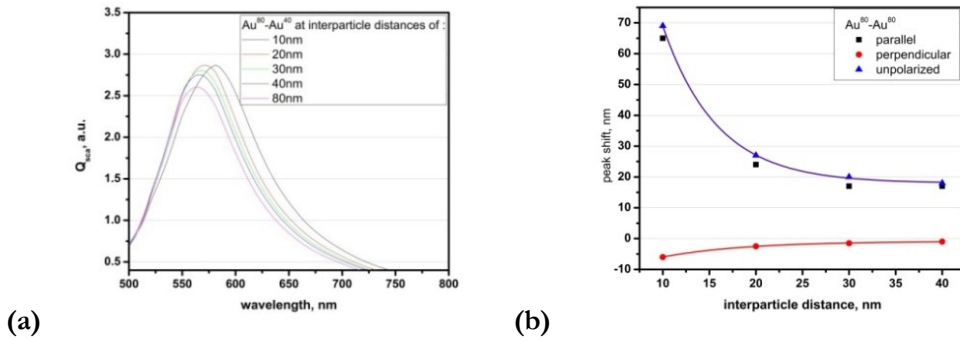 Au⁸⁰-Au⁴⁰ at interparticle distances of :
10nm
20nm
30nm
40nm
80nm
3.5
3.0
2.5
2.0
1.5
1.0
0.5
Q_sca, a.u.
500 550 600 650 700 750 800
wavelength, nm
(a)
Au⁸⁰-Au⁸⁰
parallel
perpendicular
unpolarized
70
60
50
40
30
20
10
0
-10
peak shift, nm
10 15 20 25 30 35 40
interparticle distance, nm
(b)